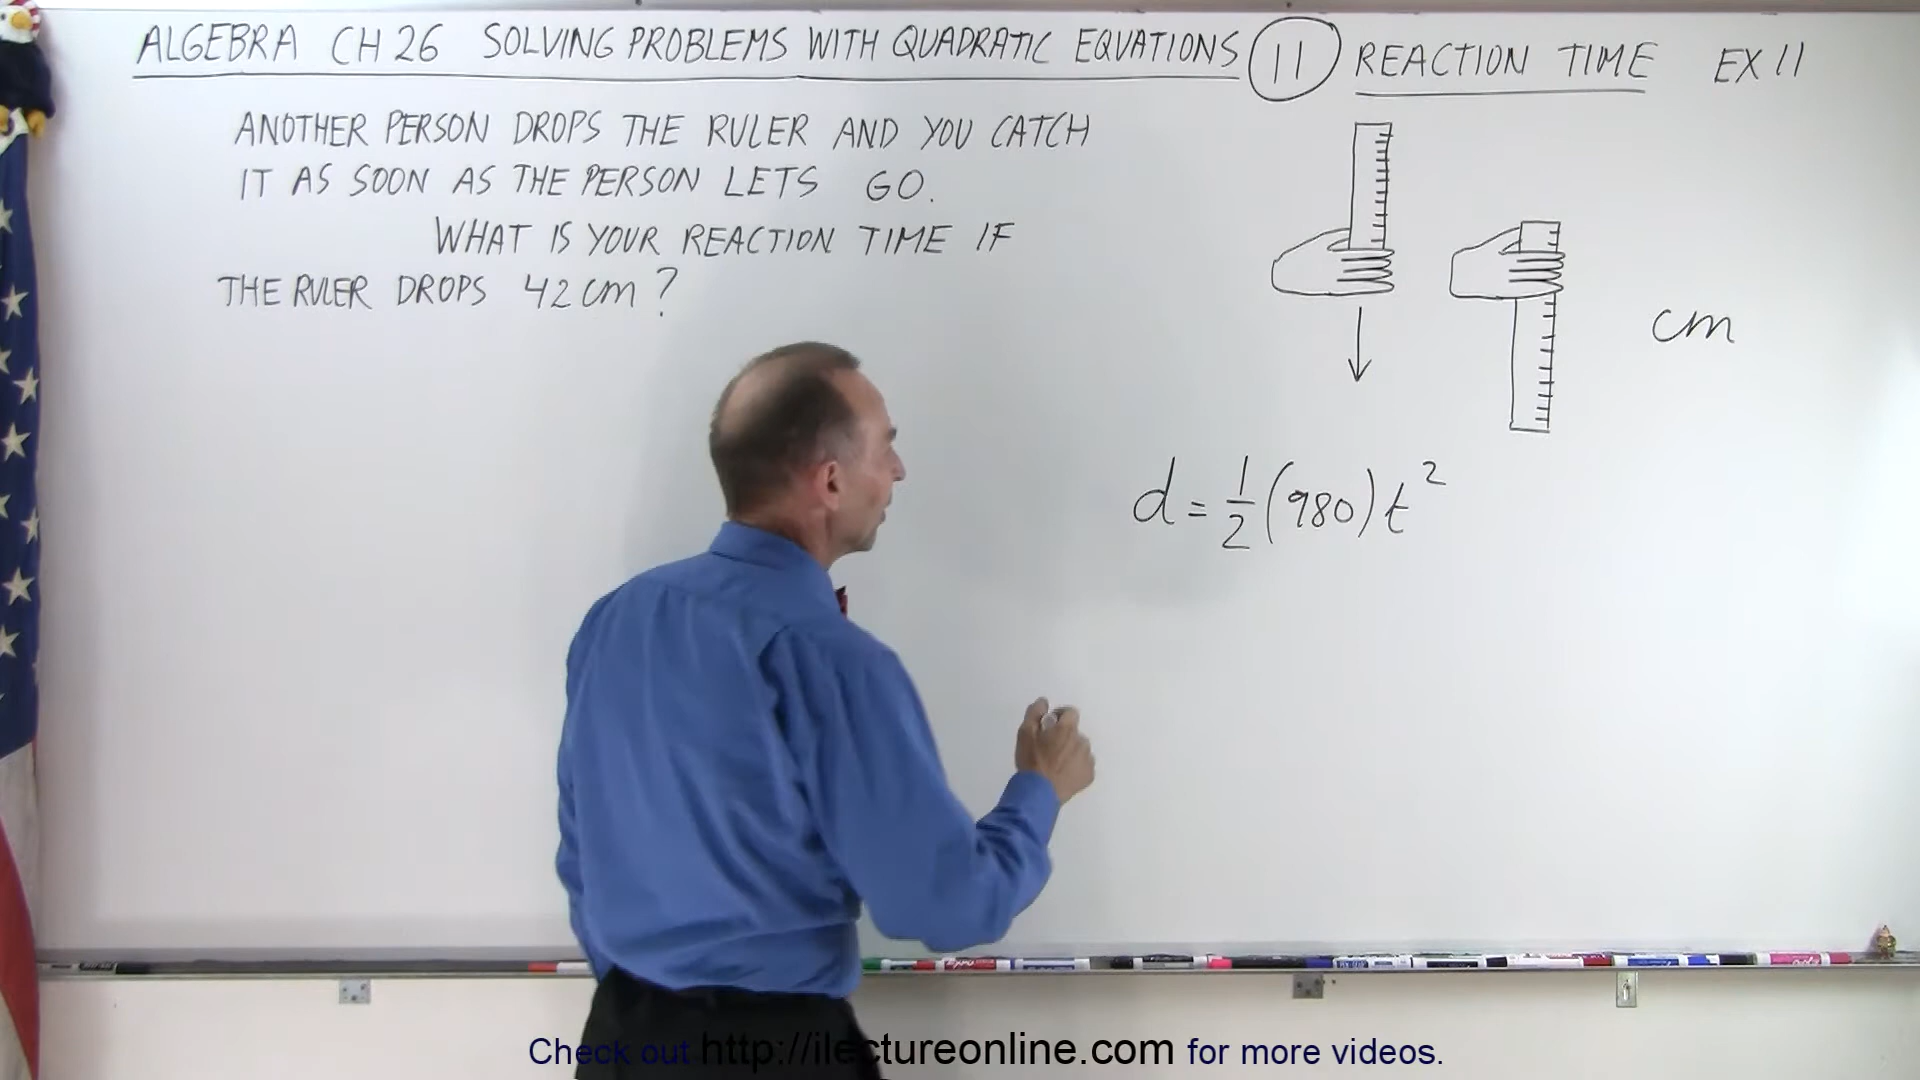 ALGEBRA CH 26 SOLVING PROBLEMS WITH QUADRATIC EQUATIONS 11 REACTION TIME EX 11
ANOTHER PERSON DROPS THE RULER AND YOU CATCH
IT AS SOON AS THE PERSON LETS GO.
WHAT IS YOUR REACTION TIME IF
THE RULER DROPS 42 cm ?
cm
d = 1/2 (980) t²
Check out http://ilectureonline.com for more videos.